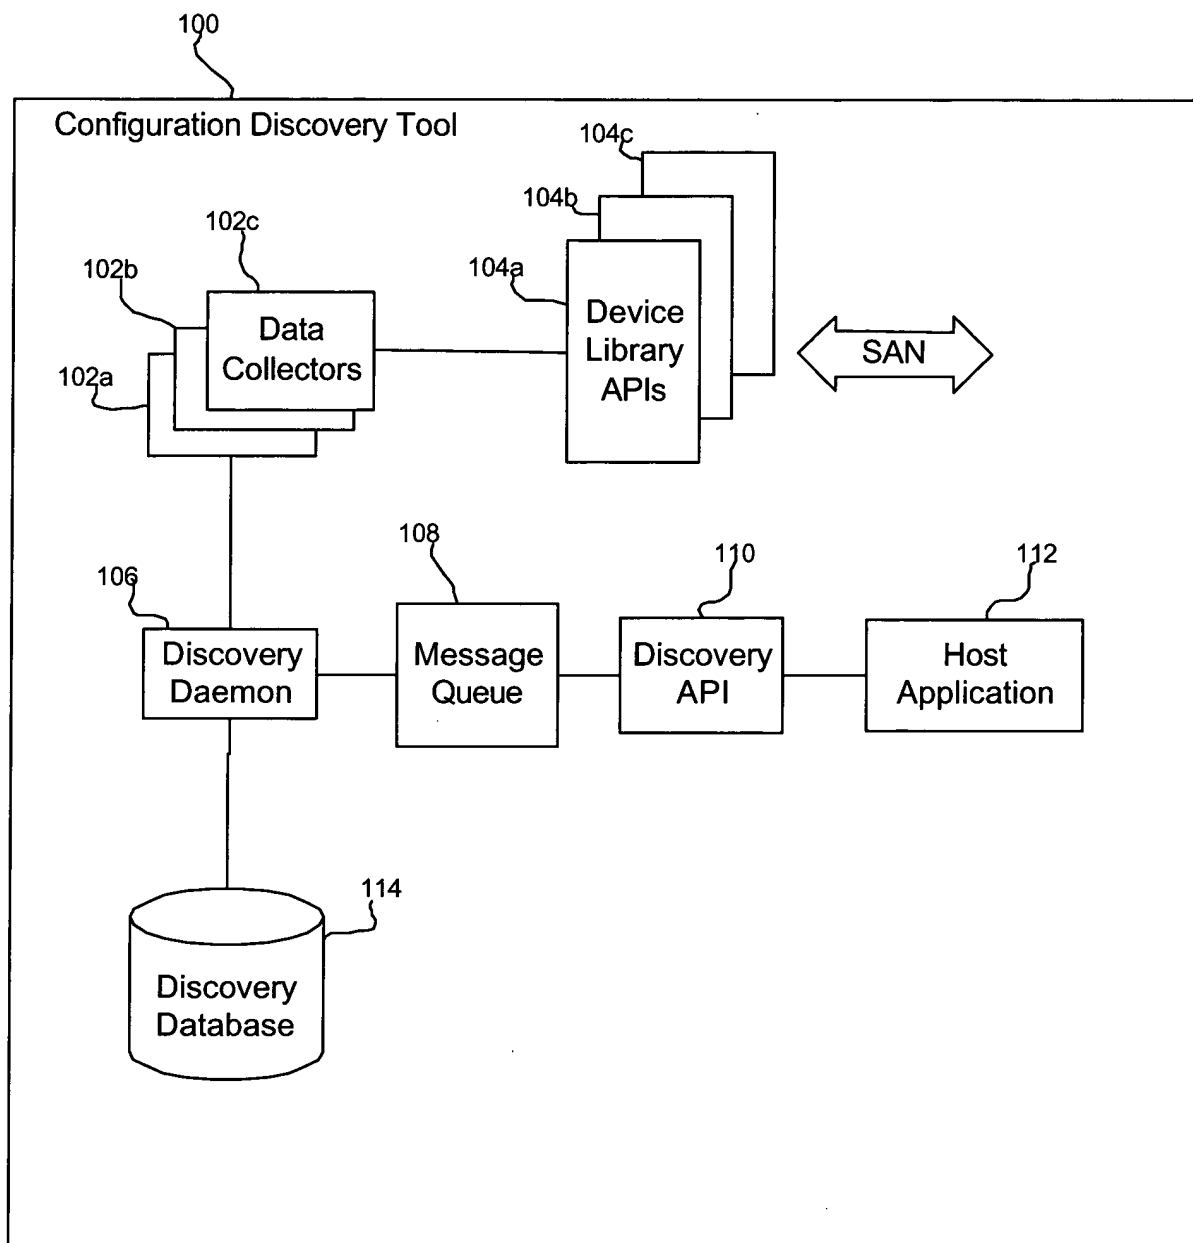 100
Configuration Discovery Tool
104c
104b
102c
102b
104a
Data
Collectors
Device
Library
APIs
SAN
102a
108
110
112
106
Discovery
Daemon
Message
Queue
Discovery
API
Host
Application
114
Discovery
Database